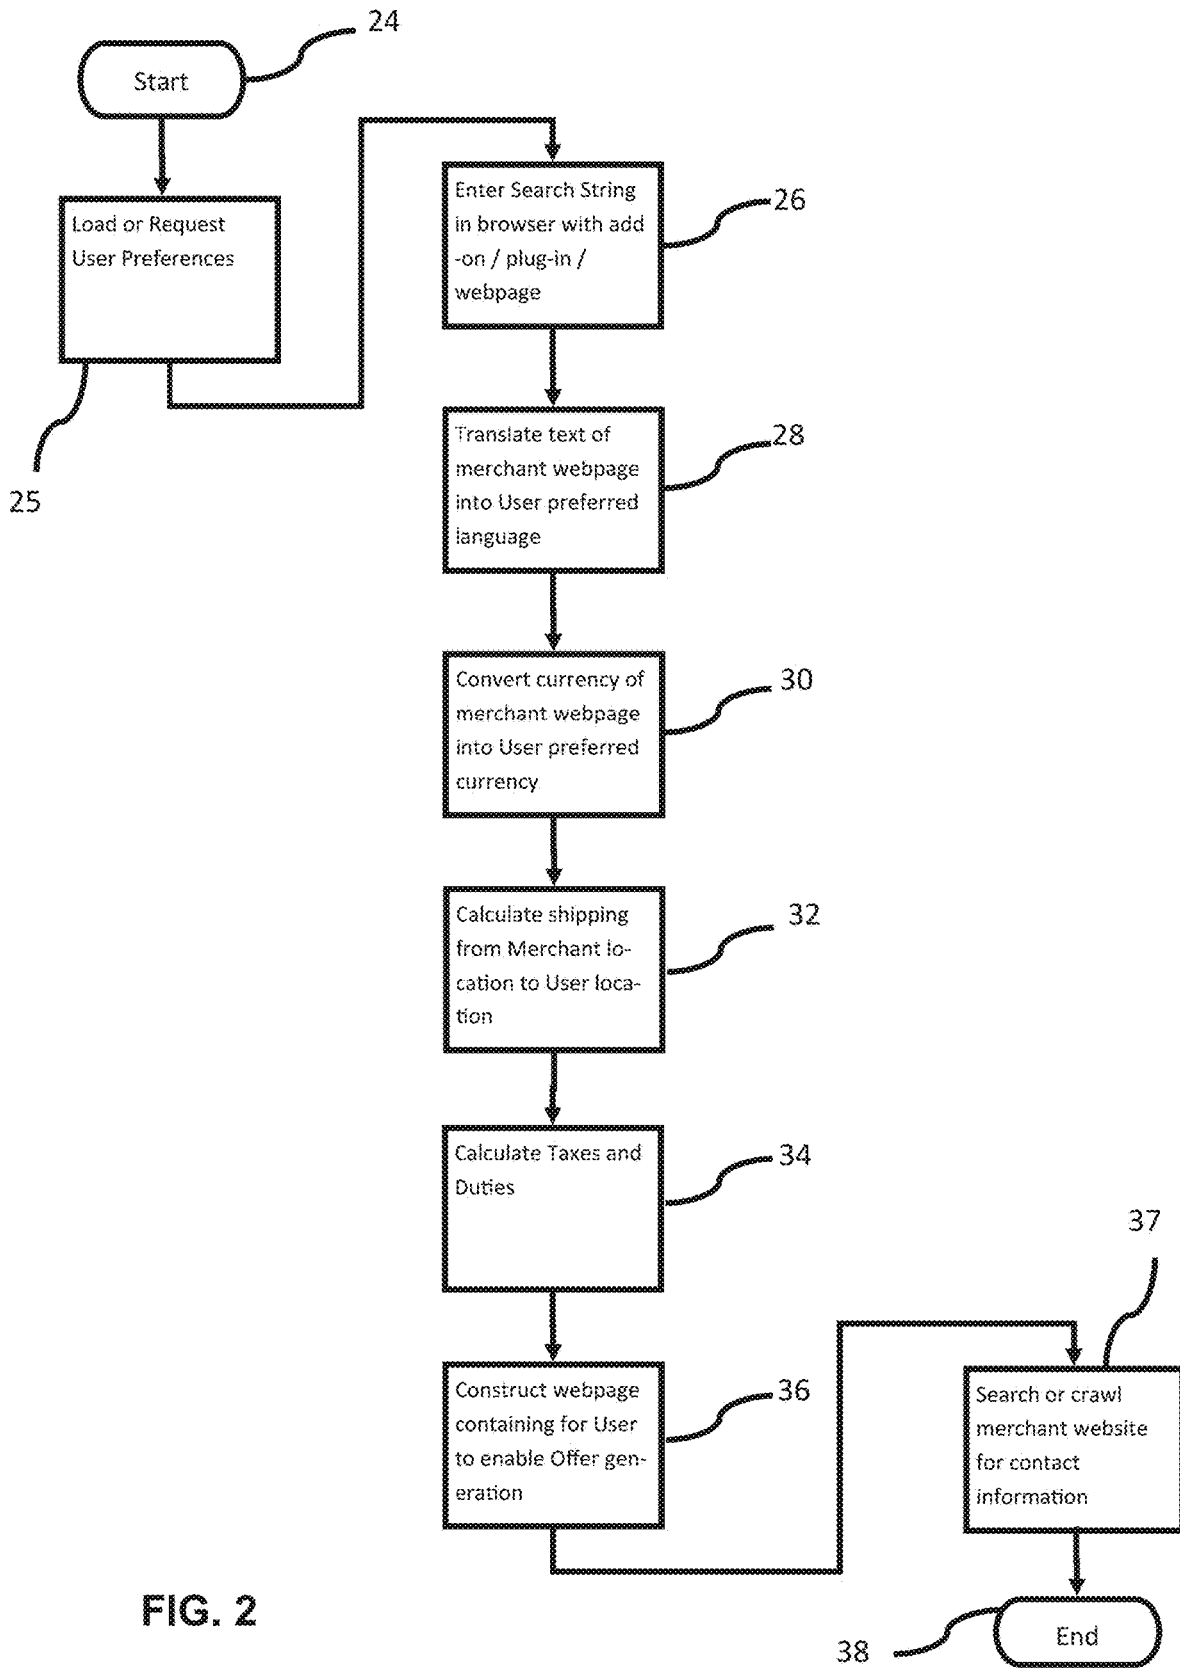 24
Start
Load or Request
User Preferences
25
Enter Search String
in browser with add
-on / plug-in /
webpage
26
Translate text of
merchant webpage
into User preferred
language
28
Convert currency of
merchant webpage
into User preferred
currency
30
Calculate shipping
from Merchant lo-
cation to User loca-
tion
32
Calculate Taxes and
Duties
34
Construct webpage
containing for User
to enable Offer gen-
eration
36
37
Search or crawl
merchant website
for contact
information
End
38
FIG. 2